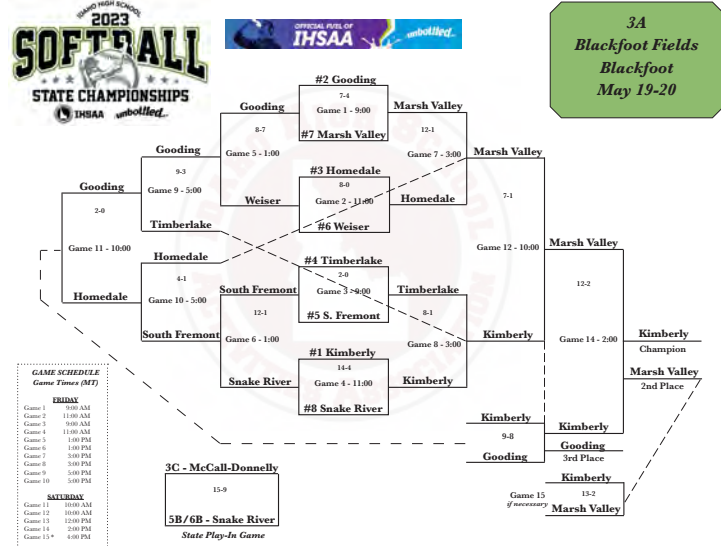 IDAHO HIGH SCHOOL
2023
SOFTBALL
STATE CHAMPIONSHIPS
IHSAA unbottled...
OFFICIAL FUEL OF
IHSAA
unbottled...
3A
Blackfoot Fields
Blackfoot
May 19-20
#2 Gooding
7-4
Game 1 - 9:00
#7 Marsh Valley
Gooding
8-7
Game 5 - 1:00
Weiser
Marsh Valley
12-1
Game 7 - 3:00
Homedale
#3 Homedale
8-0
Game 2 - 11:00
#6 Weiser
Gooding
9-3
Game 9 - 5:00
Timberlake
Gooding
2-0
Game 11 - 10:00
Homedale
Homedale
4-1
Game 10 - 5:00
South Fremont
South Fremont
12-1
Game 6 - 1:00
Snake River
#4 Timberlake
2-0
Game 3 - 9:00
#5 S. Fremont
Timberlake
8-1
Game 8 - 3:00
Kimberly
#1 Kimberly
14-4
Game 4 - 11:00
#8 Snake River
Marsh Valley
7-1
Game 12 - 10:00
Kimberly
Marsh Valley
12-2
Game 14 - 2:00
Kimberly
Kimberly
Champion
Marsh Valley
2nd Place
Kimberly
9-8
Gooding
Gooding
3rd Place
Kimberly
13-2
Marsh Valley
Game 15
if necessary
3C - McCall-Donnelly
15-9
5B/6B - Snake River
State Play-In Game
GAME SCHEDULE
Game Times (MT)
FRIDAY
Game 1 9:00 AM
Game 2 11:00 AM
Game 3 9:00 AM
Game 4 11:00 AM
Game 5 1:00 PM
Game 6 1:00 PM
Game 7 3:00 PM
Game 8 3:00 PM
Game 9 5:00 PM
Game 10 5:00 PM
SATURDAY
Game 11 10:00 AM
Game 12 10:00 AM
Game 13 12:00 PM
Game 14 2:00 PM
Game 15 * 4:00 PM